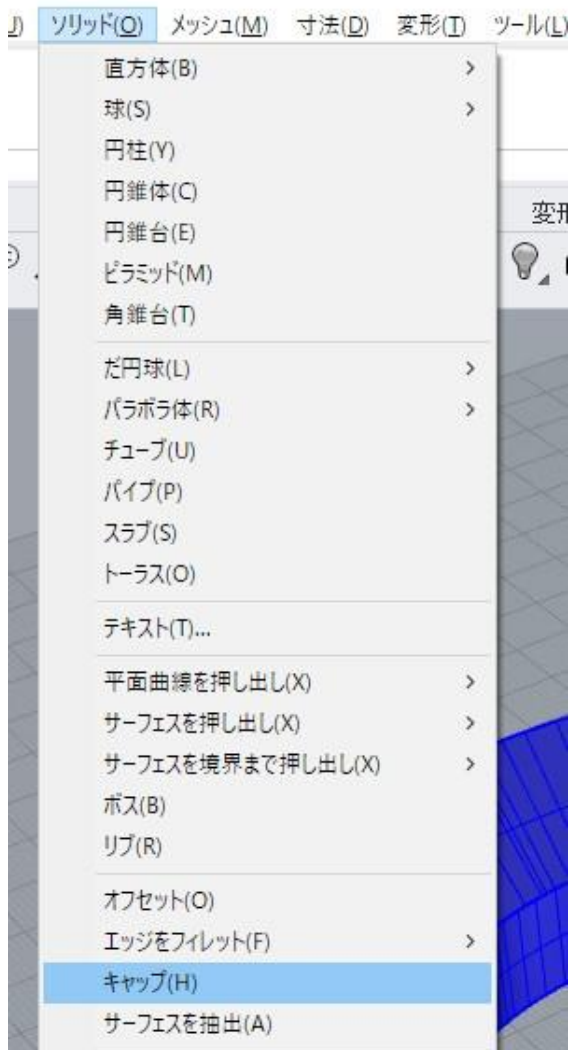 J) ソリッド(O) メッシュ(M) 寸法(D) 変形(T) ツール(L)
直方体(B)
球(S)
円柱(Y)
円錐体(C)
変形
円錐台(E)
ピラミッド(M)
角錐台(T)
だ円球(L)
パラボラ体(R)
チューブ(U)
パイプ(P)
スラブ(S)
トーラス(O)
テキスト(T)...
平面曲線を押し出し(X)
サーフェスを押し出し(X)
サーフェスを境界まで押し出し(X)
ボス(B)
リブ(R)
オフセット(O)
エッジをフィレット(F)
キャップ(H)
サーフェスを抽出(A)